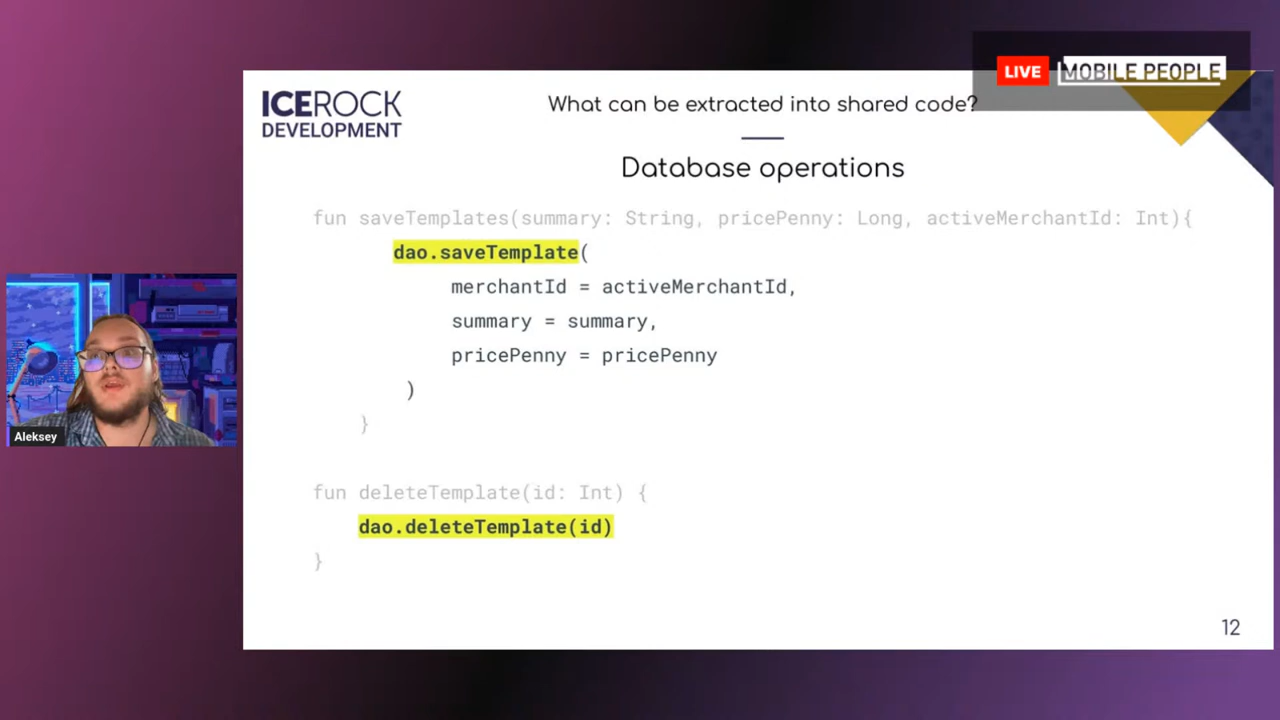 LIVE MOBILE PEOPLE
ICEROCK
DEVELOPMENT
What can be extracted into shared code?
Database operations
fun saveTemplates(summary: String, pricePenny: Long, activeMerchantId: Int){
dao.saveTemplate(
merchantId = activeMerchantId,
summary = summary,
pricePenny = pricePenny
)
}
fun deleteTemplate(id: Int) {
dao.deleteTemplate(id)
}
Aleksey
12